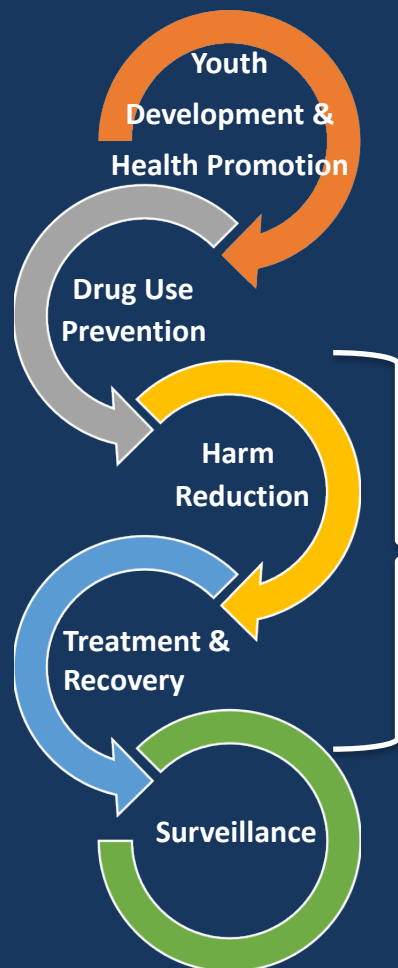 Youth
Development &
Health Promotion
Drug Use
Prevention
Harm
Reduction
Treatment &
Recovery
Surveillance